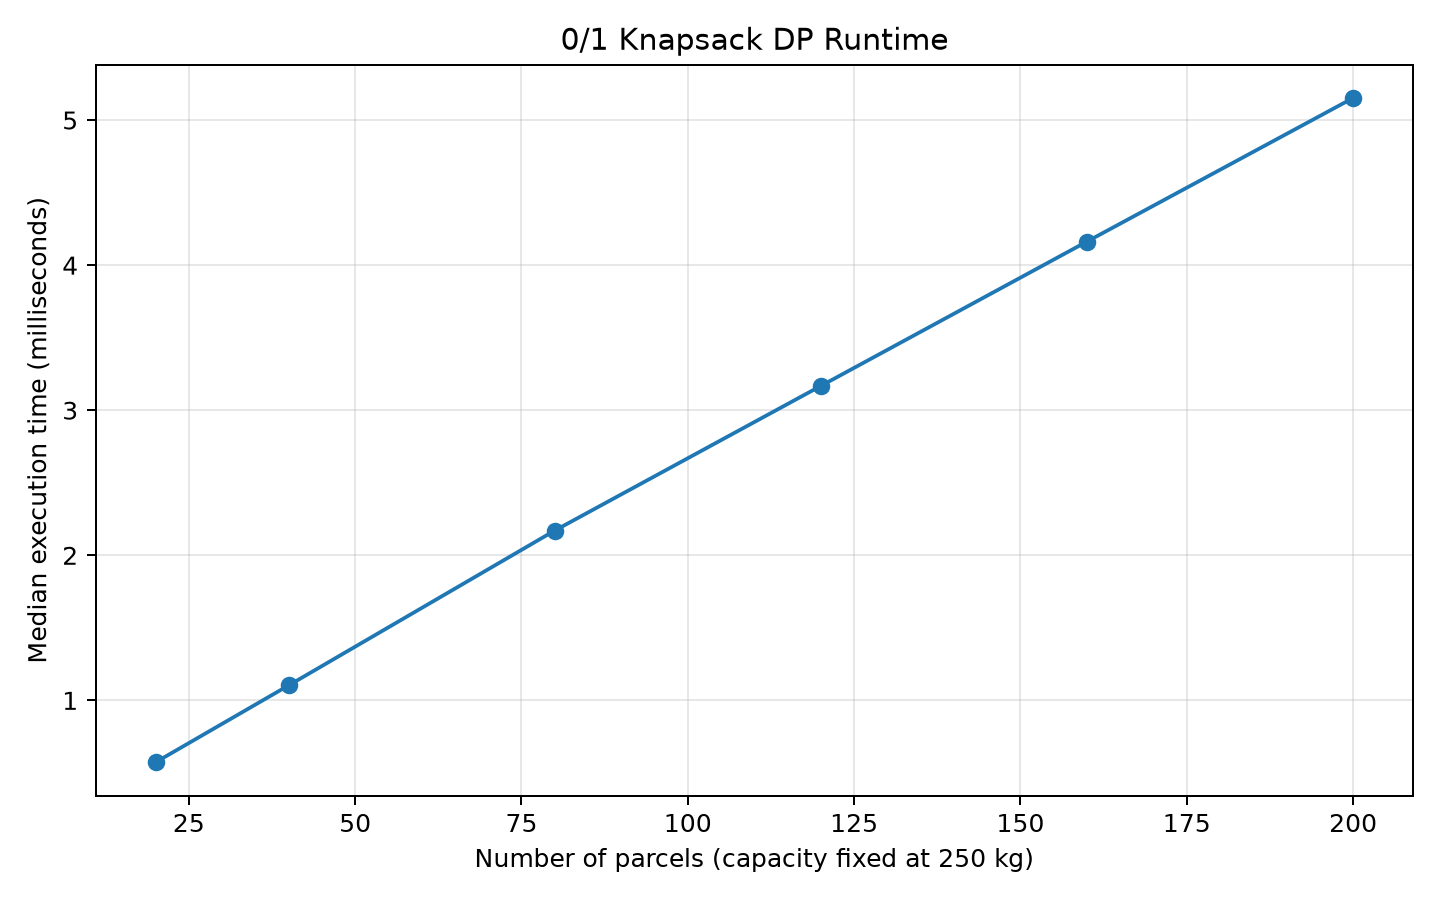 0/1 Knapsack DP Runtime
Median execution time (milliseconds)
5
4
3
2
1
25 50 75 100 125 150 175 200
Number of parcels (capacity fixed at 250 kg)